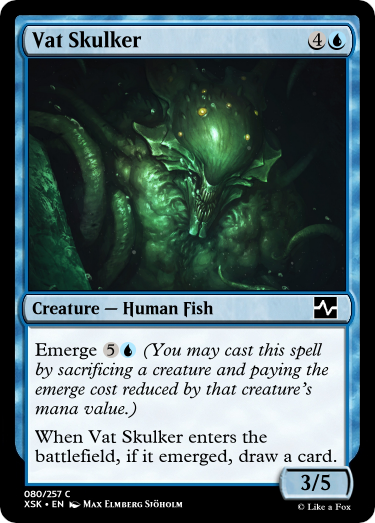 Vat Skulker 4
Creature — Human Fish
Emerge 5 (You may cast this spell
by sacrificing a creature and paying the
emerge cost reduced by that creature's
mana value.)
When Vat Skulker enters the
battlefield, if it emerged, draw a card.
3/5
080/257 C
XSK • EN Max Elmberg Sjöholm
© Like a Fox